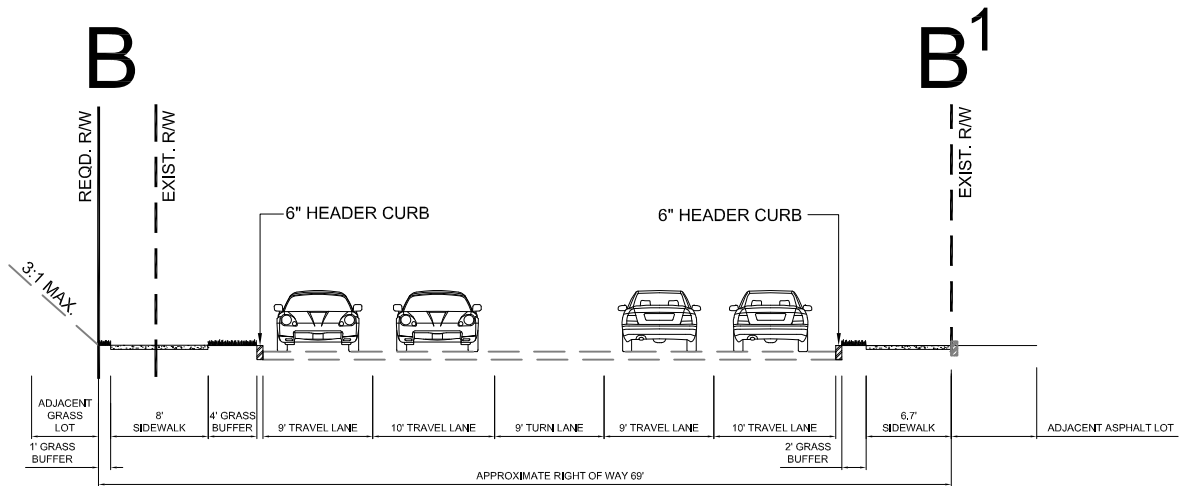 B
B¹
REQD. R/W
EXIST. R/W
EXIST. R/W
6" HEADER CURB
6" HEADER CURB
3:1 MAX.
ADJACENT
GRASS
LOT
8'
SIDEWALK
4' GRASS
BUFFER
9' TRAVEL LANE
10' TRAVEL LANE
9' TURN LANE
9' TRAVEL LANE
10' TRAVEL LANE
6,7'
SIDEWALK
ADJACENT ASPHALT LOT
1' GRASS
BUFFER
2' GRASS
BUFFER
APPROXIMATE RIGHT OF WAY 69'